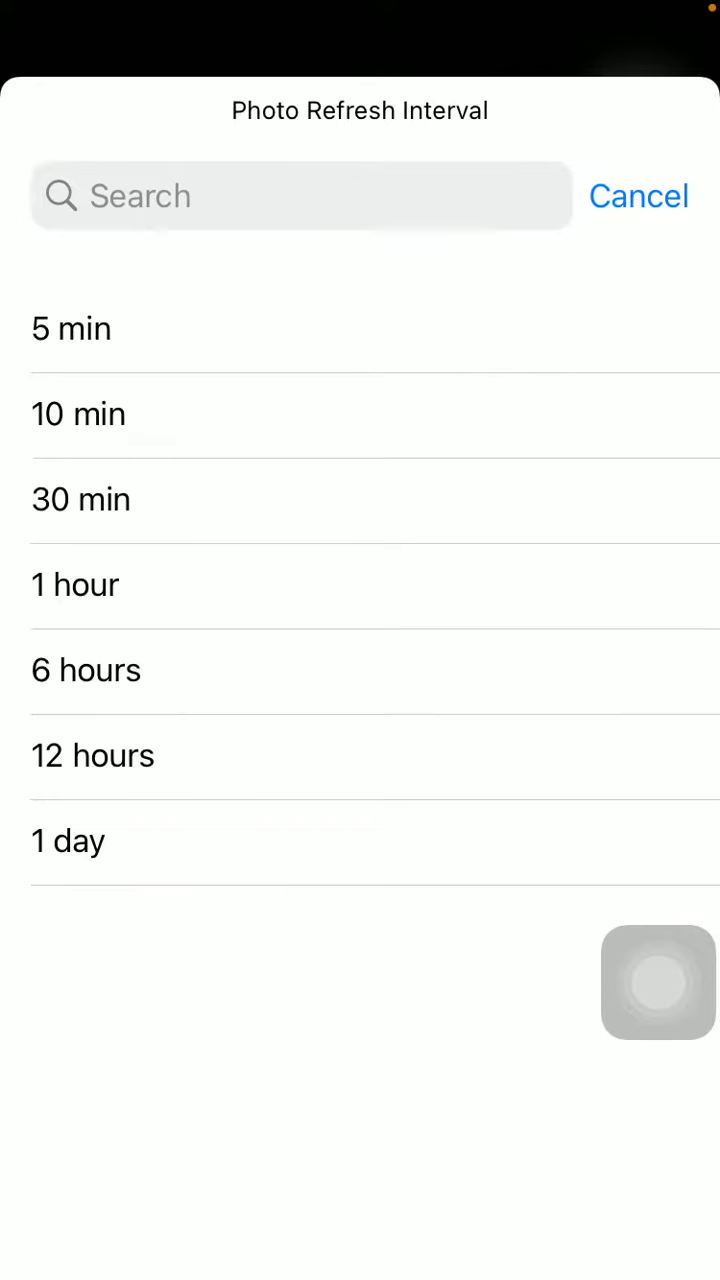 Photo Refresh Interval
Search
Cancel
5 min
10 min
30 min
1 hour
6 hours
12 hours
1 day